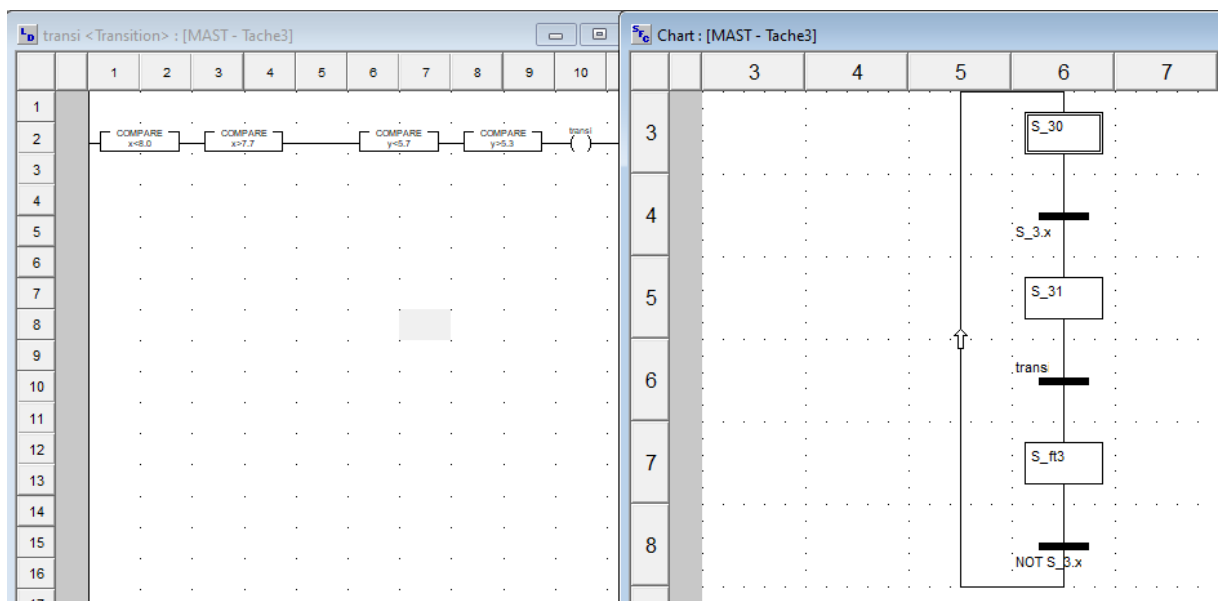 transi <Transition> : [MAST - Tache3]
1 2 3 4 5 6 7 8 9 10
1
2
COMPARE COMPARE COMPARE COMPARE transi
x<8.0 x>7.7 y<5.7 y>5.3 ( )
3
4
5
6
7
8
9
10
11
12
13
14
15
16
17
Chart : [MAST - Tache3]
3 4 5 6 7
3
S_30
4
S_3.x
5
S_31
6
trans
7
S_ft3
8
NOT S_3.x